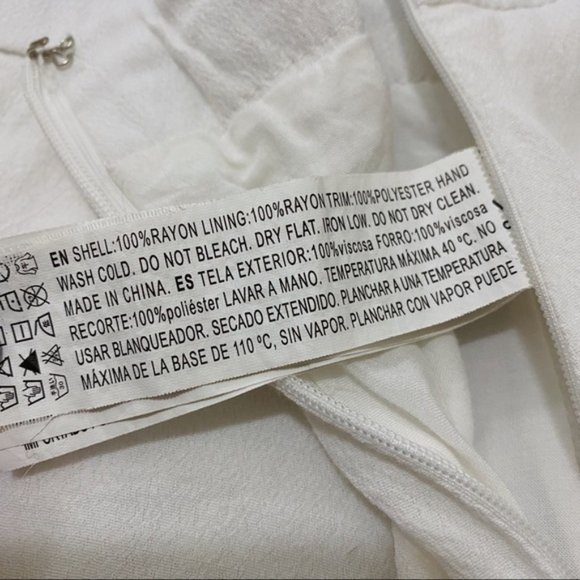 EN SHELL:100%RAYON LINING:100%RAYON TRIM:100%POLYESTER HAND
WASH COLD. DO NOT BLEACH. DRY FLAT. IRON LOW. DO NOT DRY CLEAN.
MADE IN CHINA. ES TELA EXTERIOR:100%viscosa FORRO:100%viscosa
RECORTE:100%poliéster LAVAR A MANO. TEMPERATURA MÁXIMA 40 ºC. NO
USAR BLANQUEADOR. SECADO EXTENDIDO. PLANCHAR A UNA TEMPERATURA
MÁXIMA DE LA BASE DE 110 ºC, SIN VAPOR. PLANCHAR CON VAPOR PUEDE